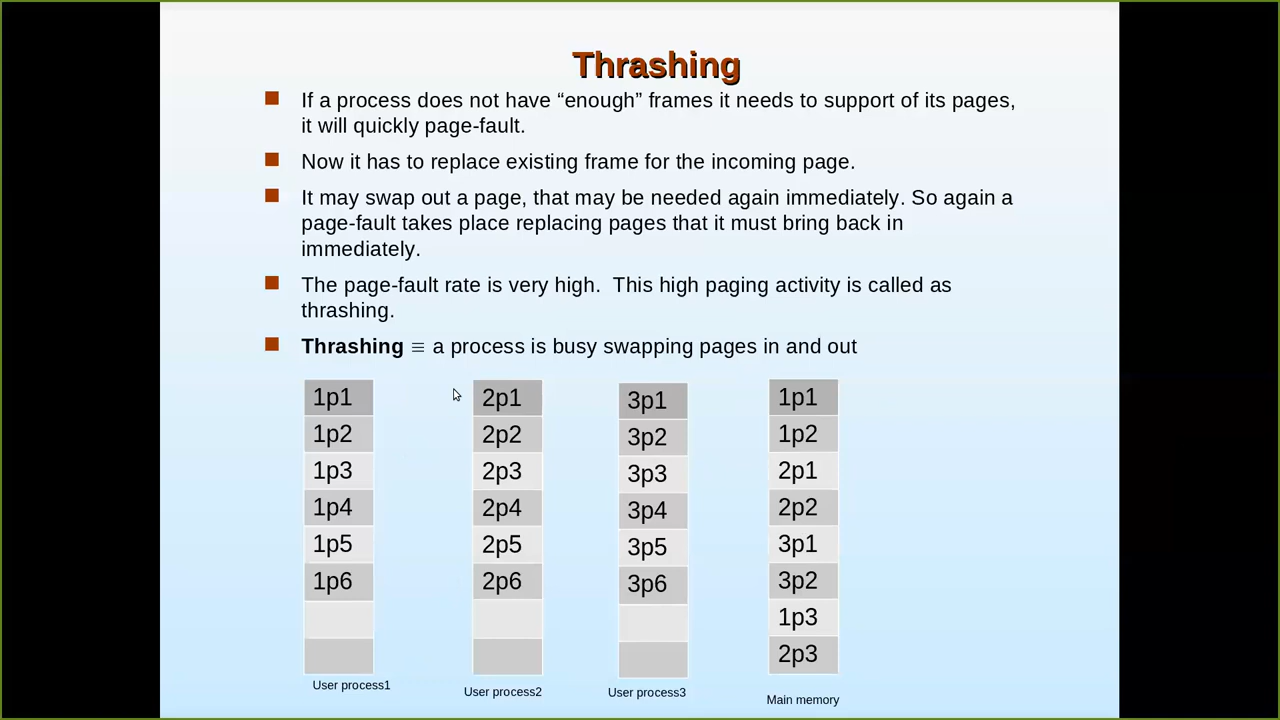 Thrashing
If a process does not have “enough” frames it needs to support of its pages,
it will quickly page-fault.
Now it has to replace existing frame for the incoming page.
It may swap out a page, that may be needed again immediately. So again a
page-fault takes place replacing pages that it must bring back in
immediately.
The page-fault rate is very high.  This high paging activity is called as
thrashing.
Thrashing ≡ a process is busy swapping pages in and out
1p1 2p1 3p1 1p1
1p2 2p2 3p2 1p2
1p3 2p3 3p3 2p1
1p4 2p4 3p4 2p2
1p5 2p5 3p5 3p1
1p6 2p6 3p6 3p2
1p3
2p3
User process1 User process2 User process3 Main memory